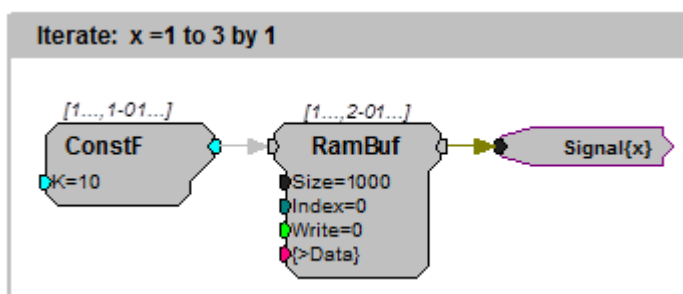 Iterate: x =1 to 3 by 1
[1...,1-01...]
ConstF
K=10
[1...,2-01...]
RamBuf
Size=1000
Index=0
Write=0
{>Data}
Signal{x}